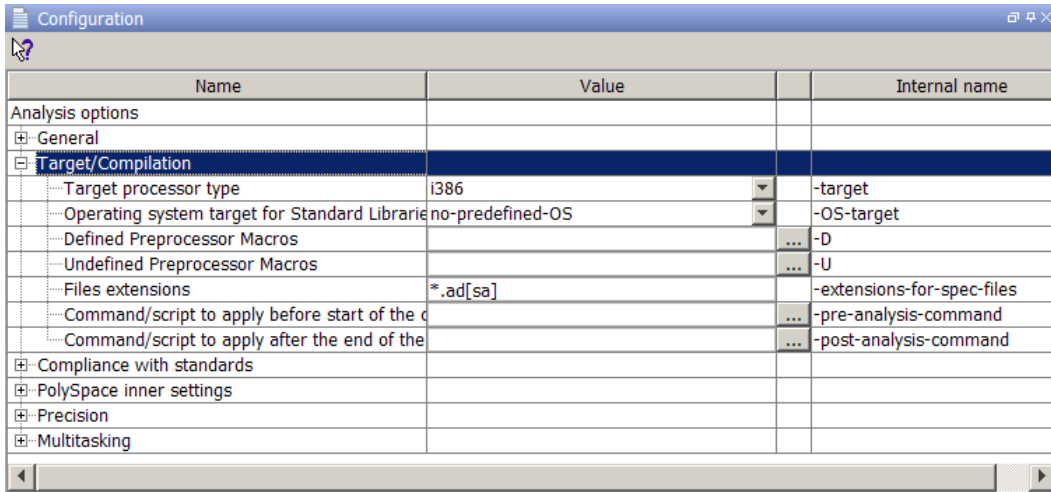 Configuration
Name Value Internal name
Analysis options
General
Target/Compilation
Target processor type i386 -target
Operating system target for Standard Librarie no-predefined-OS -OS-target
Defined Preprocessor Macros ... -D
Undefined Preprocessor Macros ... -U
Files extensions *.ad[sa] -extensions-for-spec-files
Command/script to apply before start of the c ... -pre-analysis-command
Command/script to apply after the end of the ... -post-analysis-command
Compliance with standards
PolySpace inner settings
Precision
Multitasking